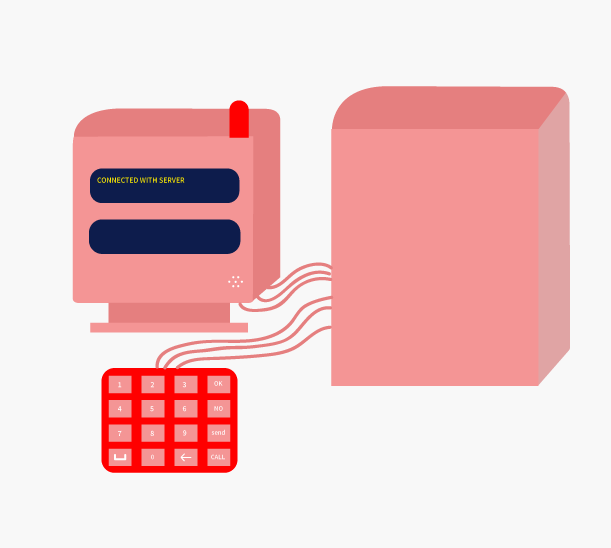 CONNECTED WITH SERVER
1 2 3 OK
4 5 6 NO
7 8 9 send
0 ← CALL